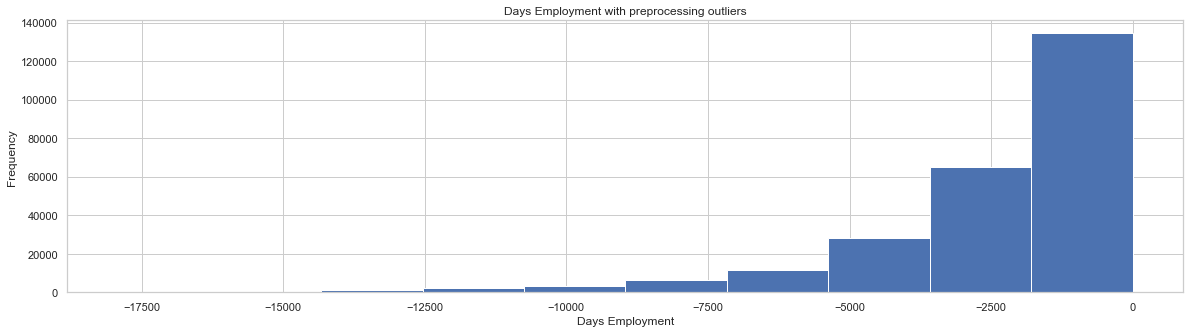 Days Employment with preprocessing outliers
140000
120000
100000
80000
60000
40000
20000
0
Frequency
−17500 −15000 −12500 −10000 −7500 −5000 −2500 0
Days Employment